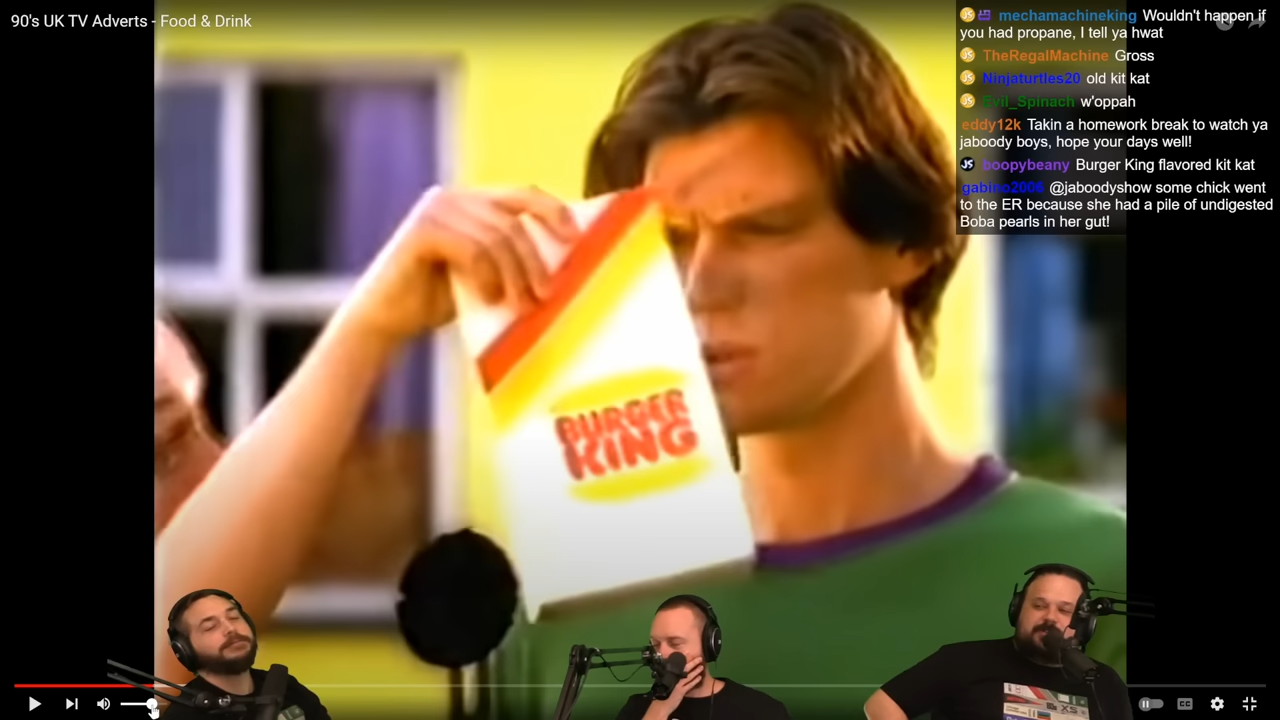 90's UK TV Adverts - Food & Drink
mechamachineking Wouldn't happen if
you had propane, I tell ya hwat
TheRegalMachine Gross
Ninjaturtles20 old kit kat
Evil_Spinach w'oppah
eddy12k Takin a homework break to watch ya
jaboody boys, hope your days well!
boopybeany Burger King flavored kit kat
gabino2006 @jaboodyshow some chick went
to the ER because she had a pile of undigested
Boba pearls in her gut!
BURGER
KING